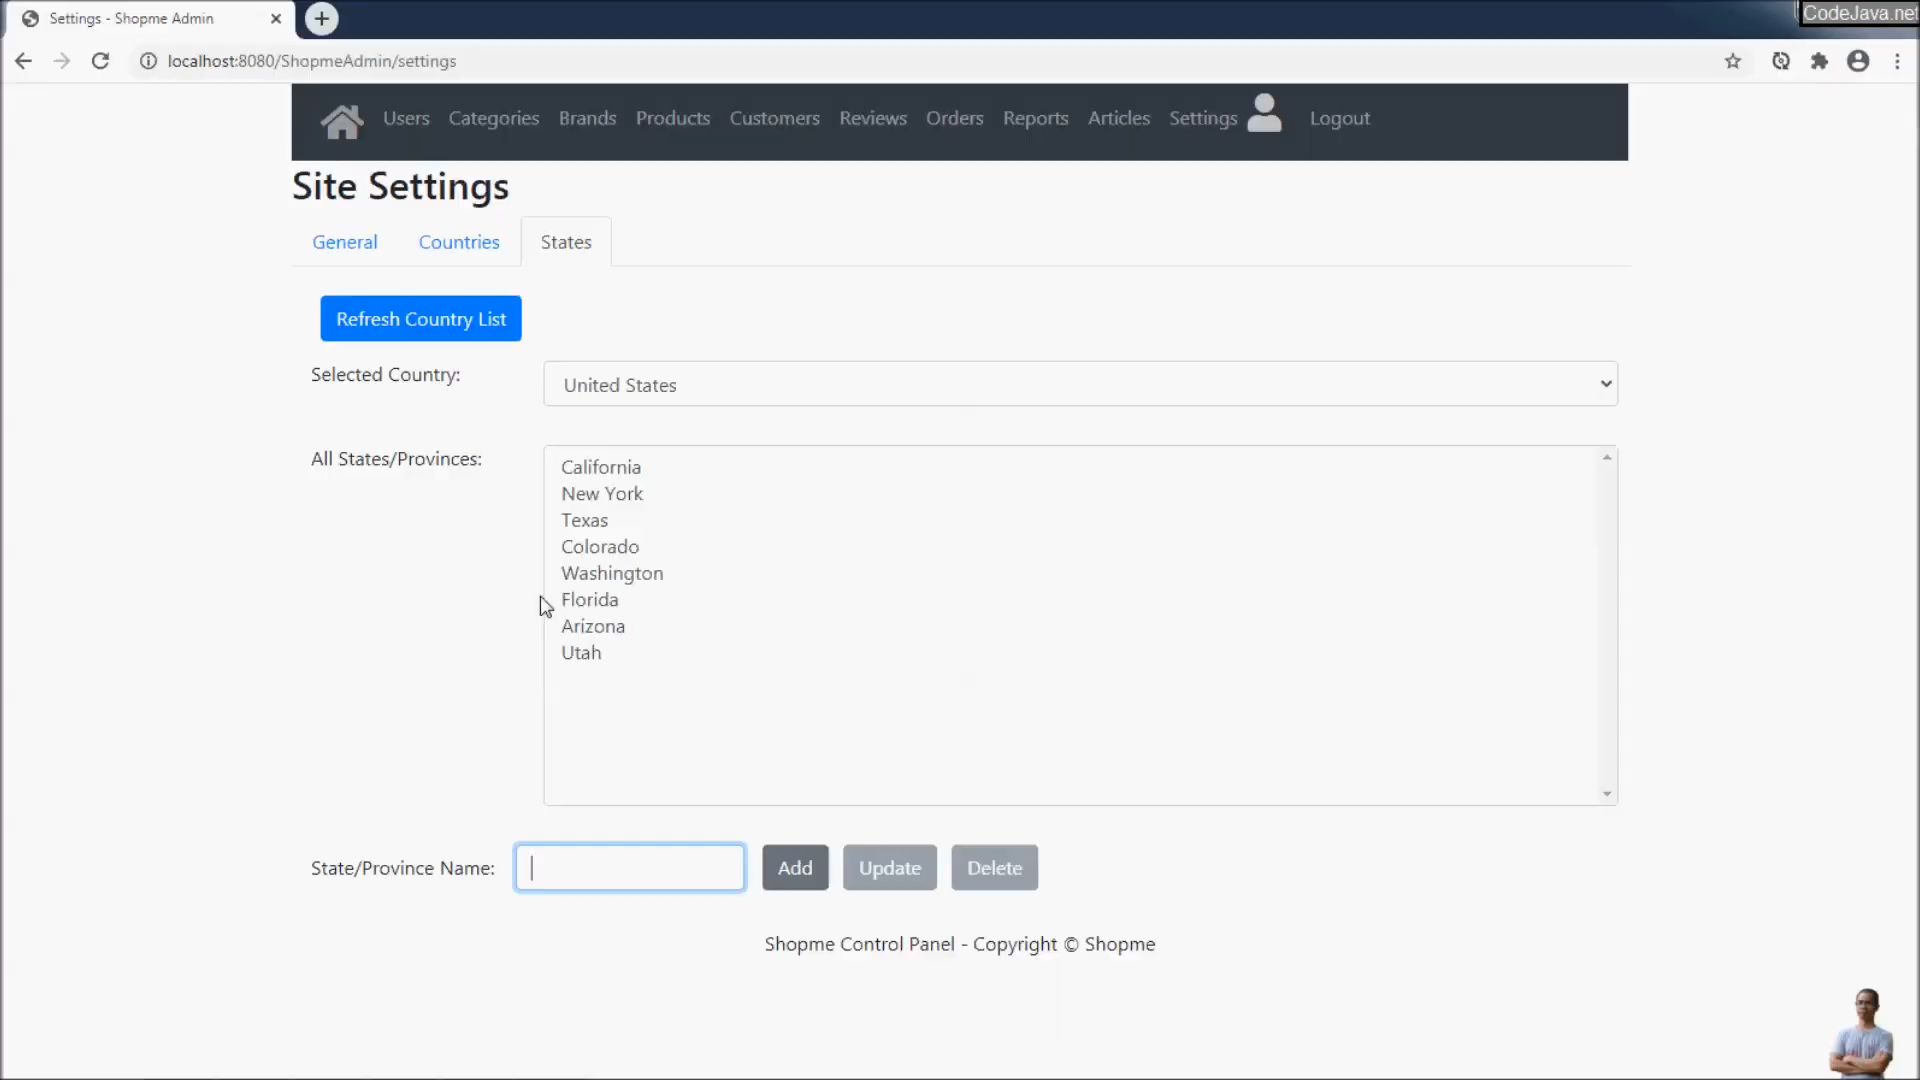 Settings - Shopme Admin
CodeJava.net
localhost:8080/ShopmeAdmin/settings
Users Categories Brands Products Customers Reviews Orders Reports Articles Settings Logout
Site Settings
General Countries States
Refresh Country List
Selected Country: United States
All States/Provinces:
California
New York
Texas
Colorado
Washington
Florida
Arizona
Utah
State/Province Name: Add Update Delete
Shopme Control Panel - Copyright © Shopme